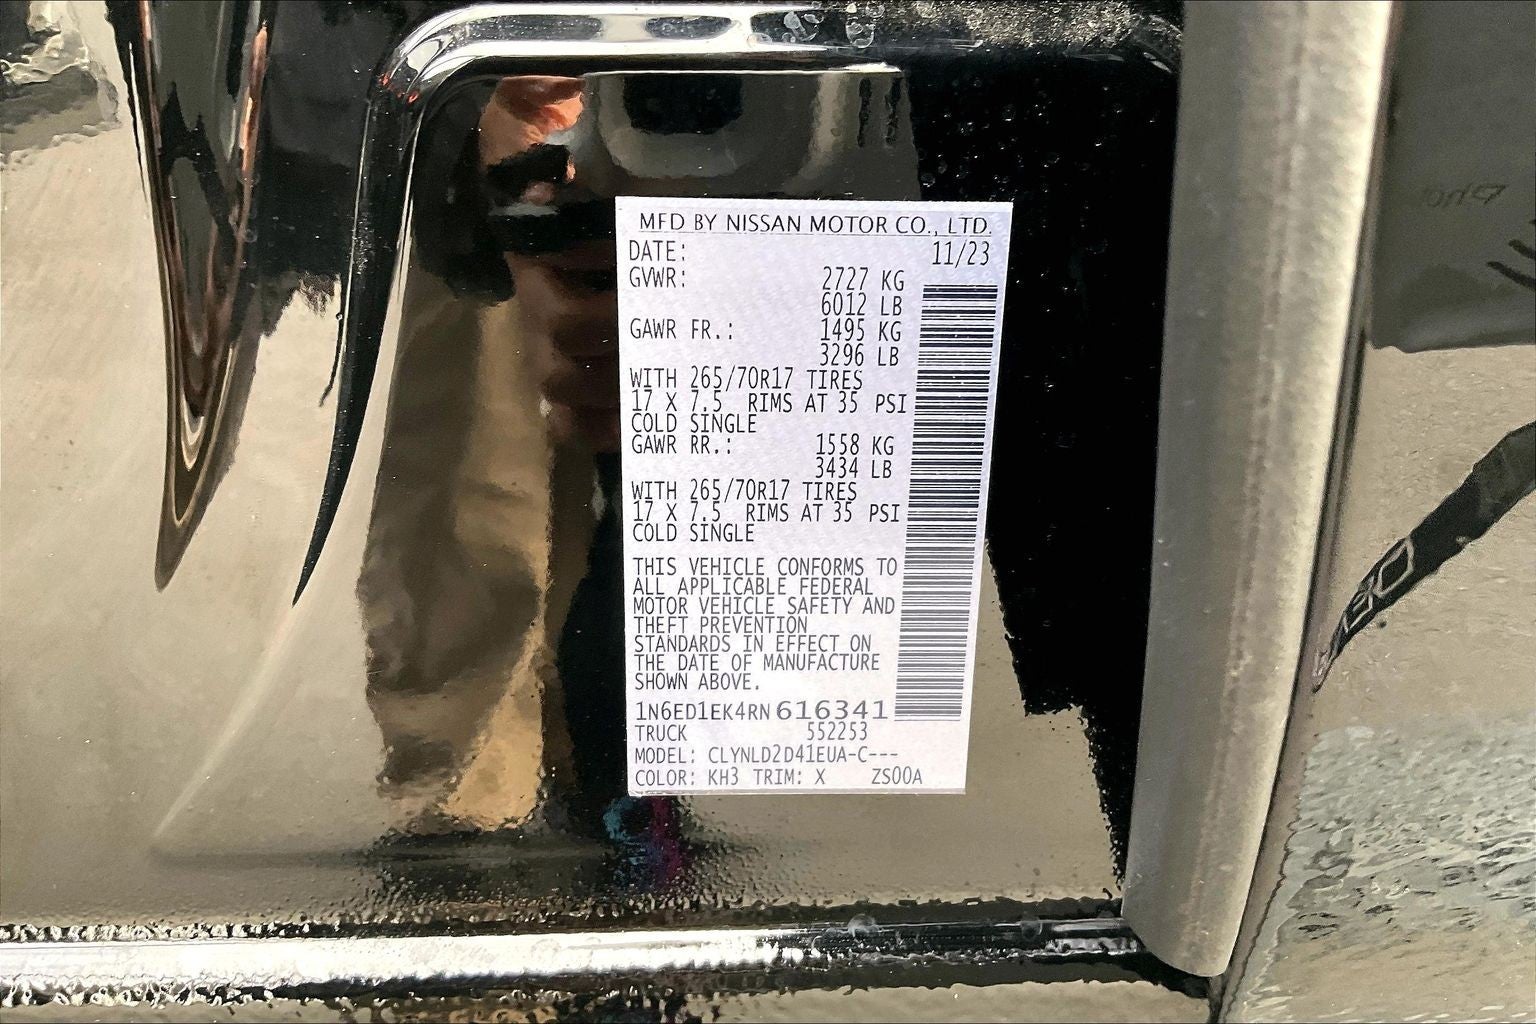 MFD BY NISSAN MOTOR CO., LTD.
DATE: 11/23
GVWR: 2727 KG
6012 LB
GAWR FR.: 1495 KG
3296 LB
WITH 265/70R17 TIRES
17 X 7.5 RIMS AT 35 PSI
COLD SINGLE
GAWR RR.: 1558 KG
3434 LB
WITH 265/70R17 TIRES
17 X 7.5 RIMS AT 35 PSI
COLD SINGLE
THIS VEHICLE CONFORMS TO
ALL APPLICABLE FEDERAL
MOTOR VEHICLE SAFETY AND
THEFT PREVENTION
STANDARDS IN EFFECT ON
THE DATE OF MANUFACTURE
SHOWN ABOVE.
1N6ED1EK4RN616341
TRUCK 552253
MODEL: CLYNLD2D41EUA-C---
COLOR: KH3 TRIM: X ZS00A